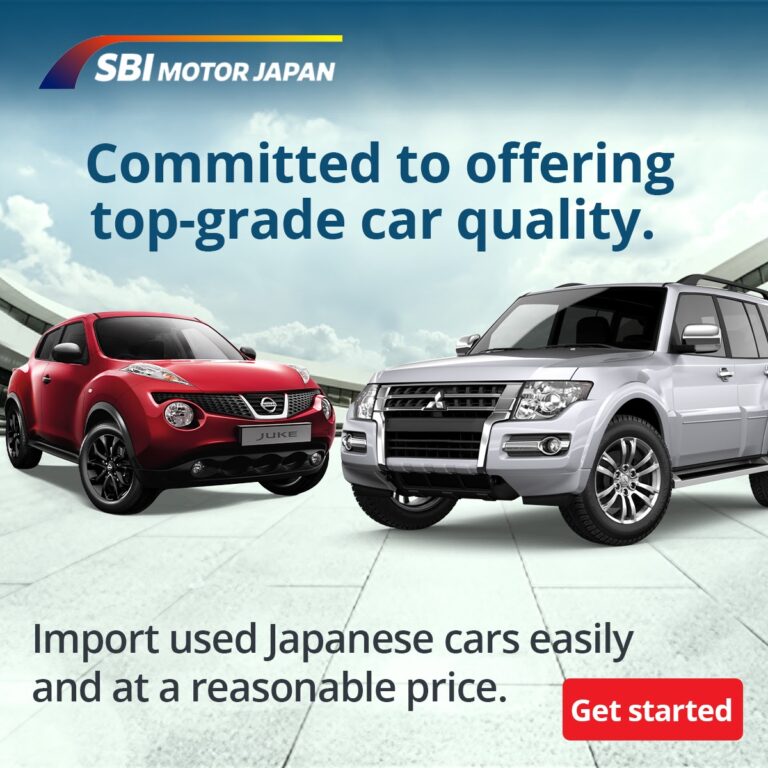 SBI MOTOR JAPAN
Committed to offering
top-grade car quality.
JUKE
Import used Japanese cars easily
and at a reasonable price.
Get started